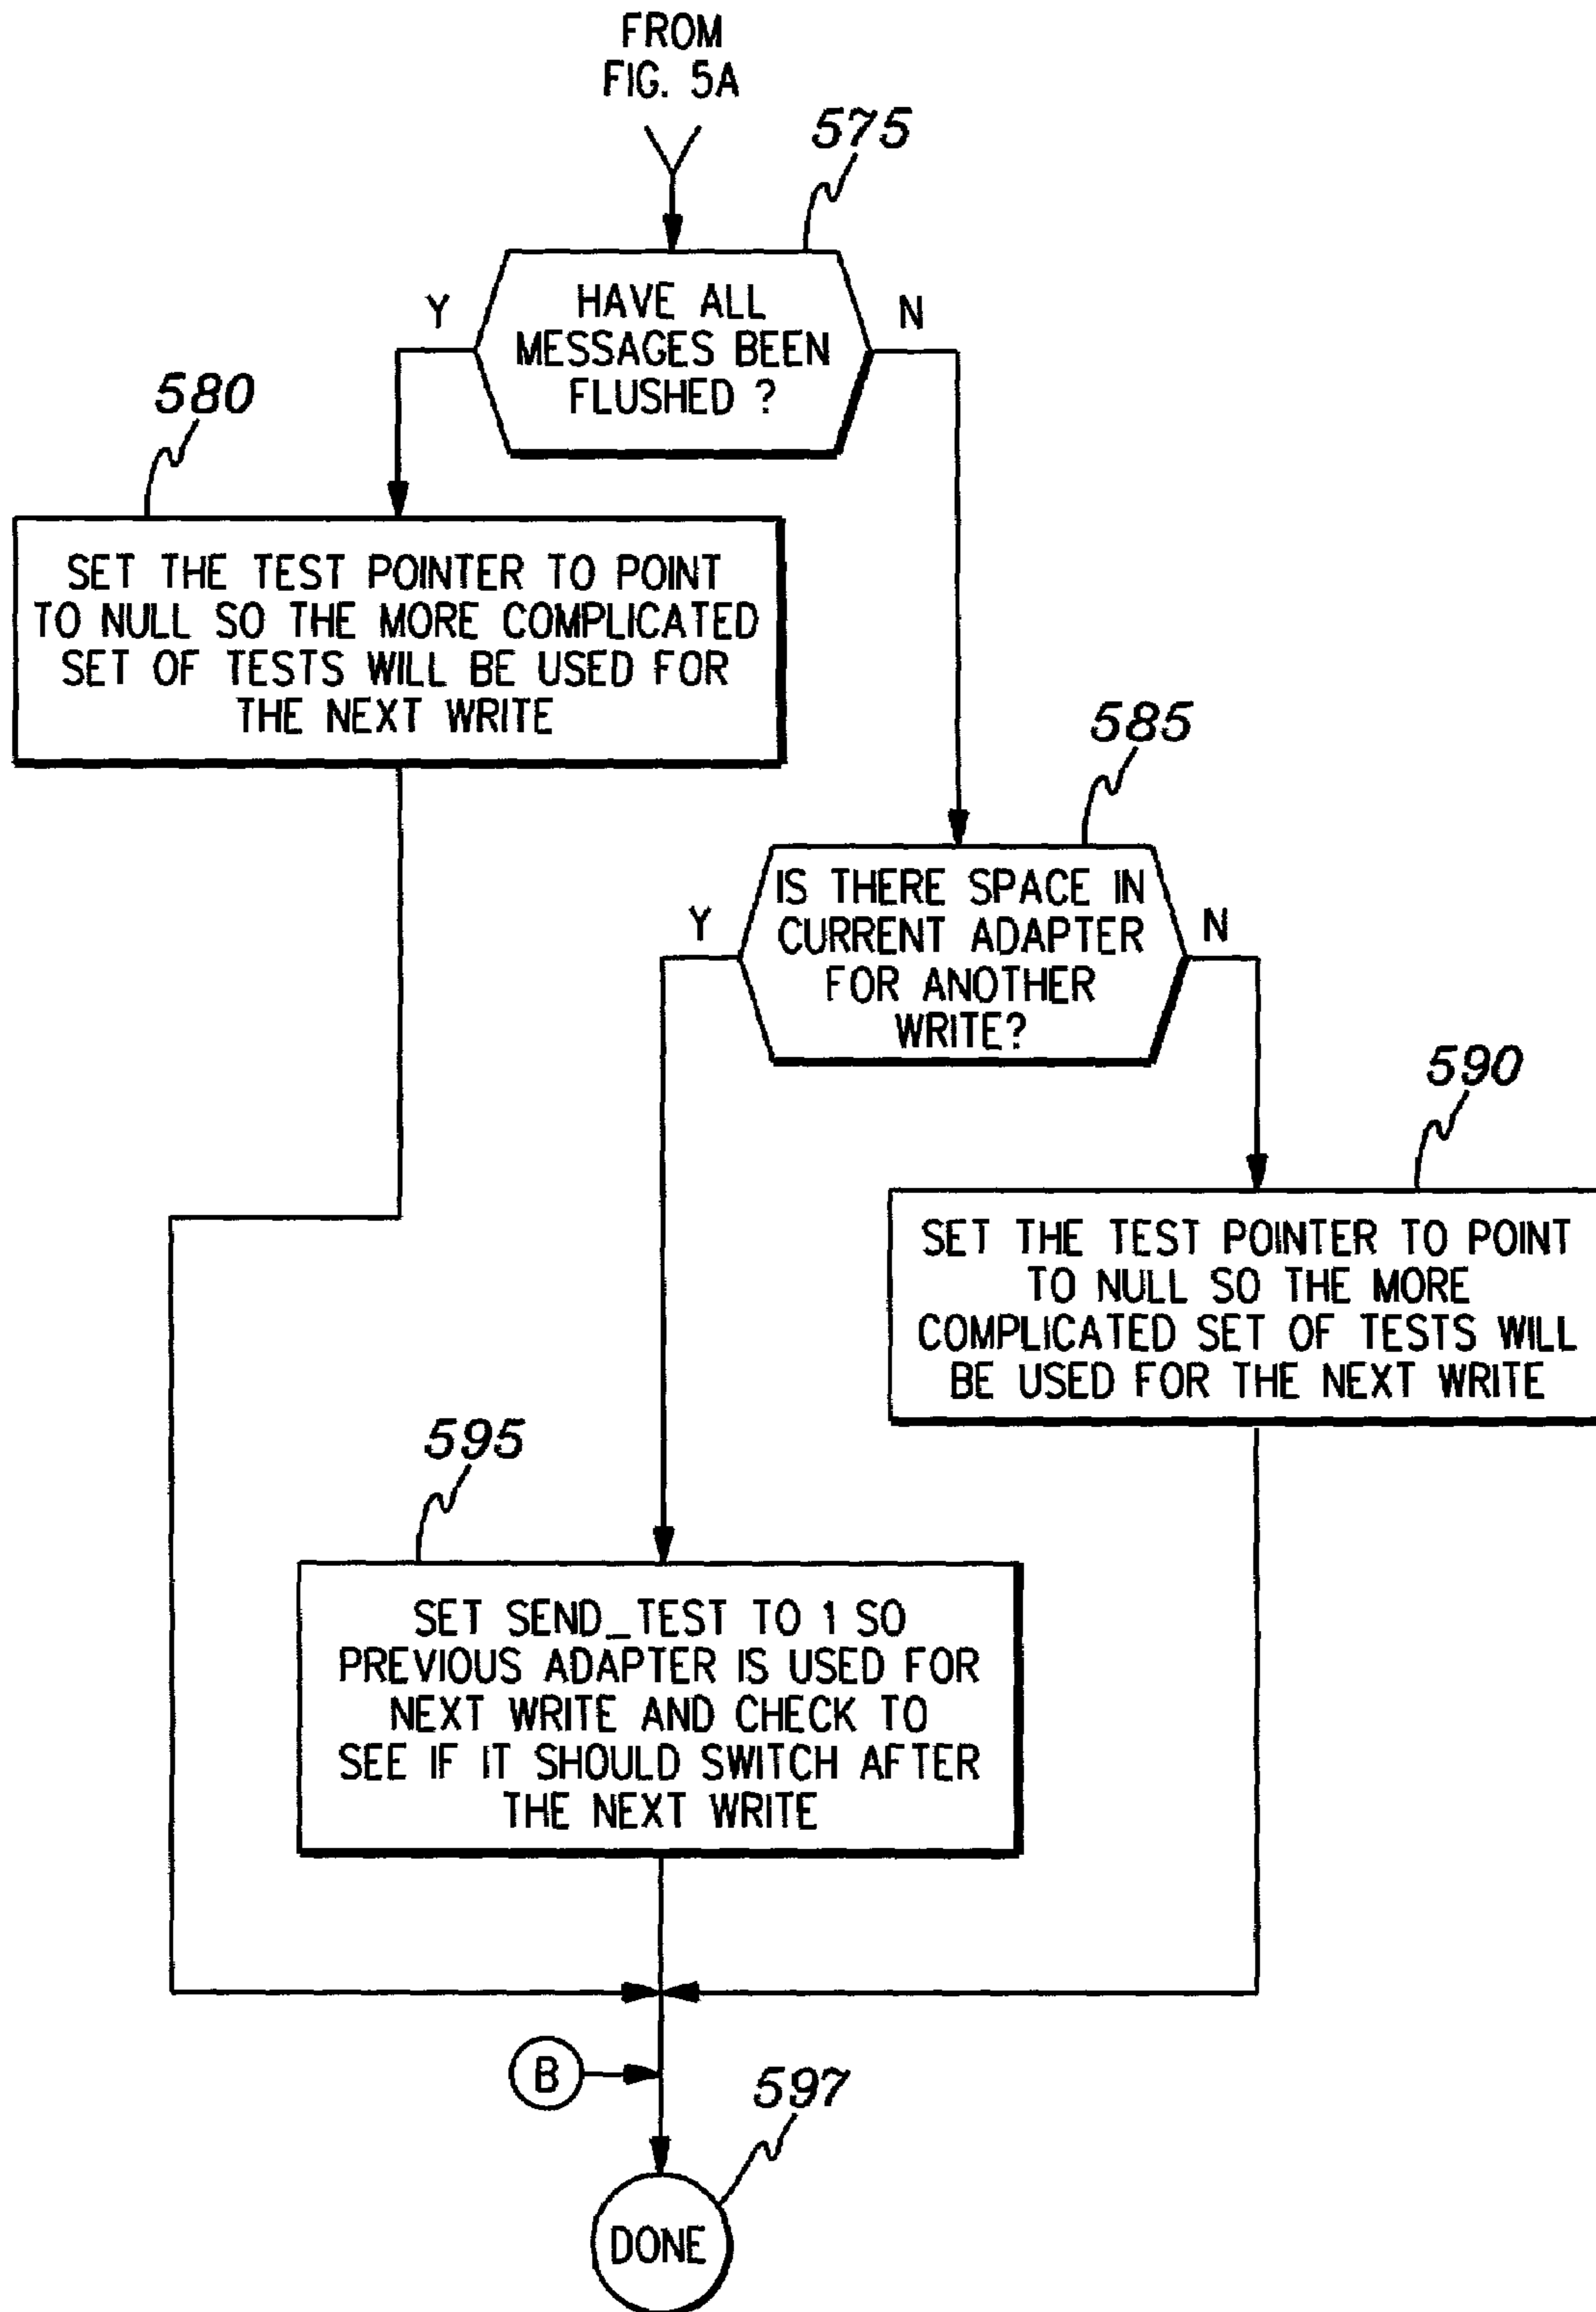 FROM
FIG. 5A
575
HAVE ALL
MESSAGES BEEN
FLUSHED ?
Y
N
580
SET THE TEST POINTER TO POINT
TO NULL SO THE MORE COMPLICATED
SET OF TESTS WILL BE USED FOR
THE NEXT WRITE
585
IS THERE SPACE IN
CURRENT ADAPTER
FOR ANOTHER
WRITE?
Y
N
590
SET THE TEST POINTER TO POINT
TO NULL SO THE MORE
COMPLICATED SET OF TESTS WILL
BE USED FOR THE NEXT WRITE
595
SET SEND_TEST TO 1 SO
PREVIOUS ADAPTER IS USED FOR
NEXT WRITE AND CHECK TO
SEE IF IT SHOULD SWITCH AFTER
THE NEXT WRITE
B
597
DONE